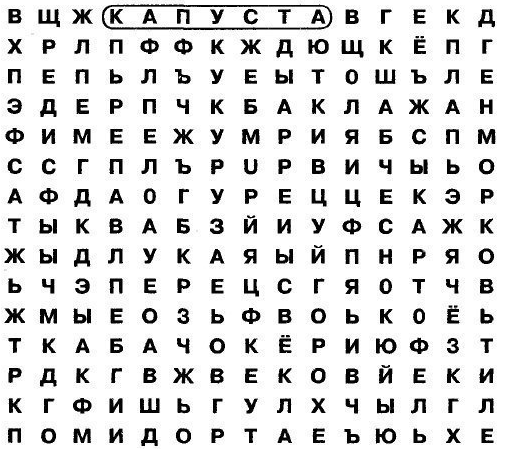 В Щ Ж К А П У С Т А В Г Е К Д
Х Р Л П Ф Ф К Ж Д Ю Щ К Ё П Г
П Е П Ь Л Ъ У Е Ы Т О Ш Ъ Л Е
Э Д Е Р П Ч К Б А К Л А Ж А Н
Ф И М Е Е Ж У М Р И Я Б С П М
С С Г П Л Ъ Р U Р В И Ч Ы Ь О
А Ф Д А О Г У Р Е Ц Ц Е К Э Р
Т Ы К В А Б З Й И У Ф С А Ж К
Ж Ы Д Л У К А Я Ы Й П Н Р Я О
Ь Ч Э П Е Р Е Ц С Г Я О Т Ч В
Ж М Ы Е О З Ь Ф В О Ь К О Ё Ь
Т К А Б А Ч О К Ё Р И Ю Ф З Т
Р Д К Г В Ж В Е К О В Й Е К И
К Г Ф И Ш Ь Г У Л Х Ч Ы Л Г Л
П О М И Д О Р Т А Е Ъ Ю Ь Х Е